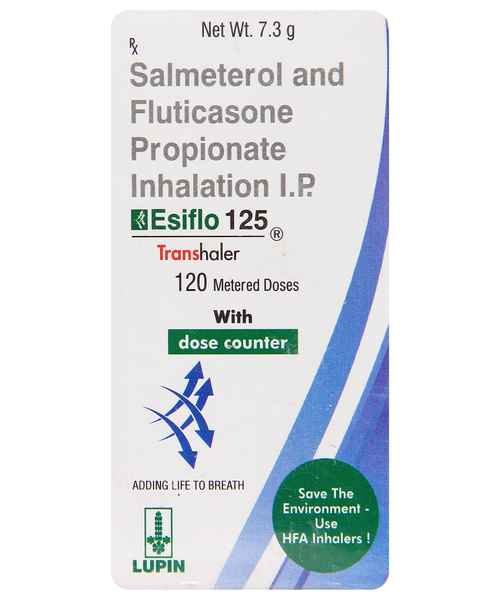 Net Wt. 7.3 g
Rx
Salmeterol and
Fluticasone
Propionate
Inhalation I.P.
Esiflo 125®
Transhaler
120 Metered Doses
With
dose counter
ADDING LIFE TO BREATH
LUPIN
Save The
Environment -
Use
HFA Inhalers !